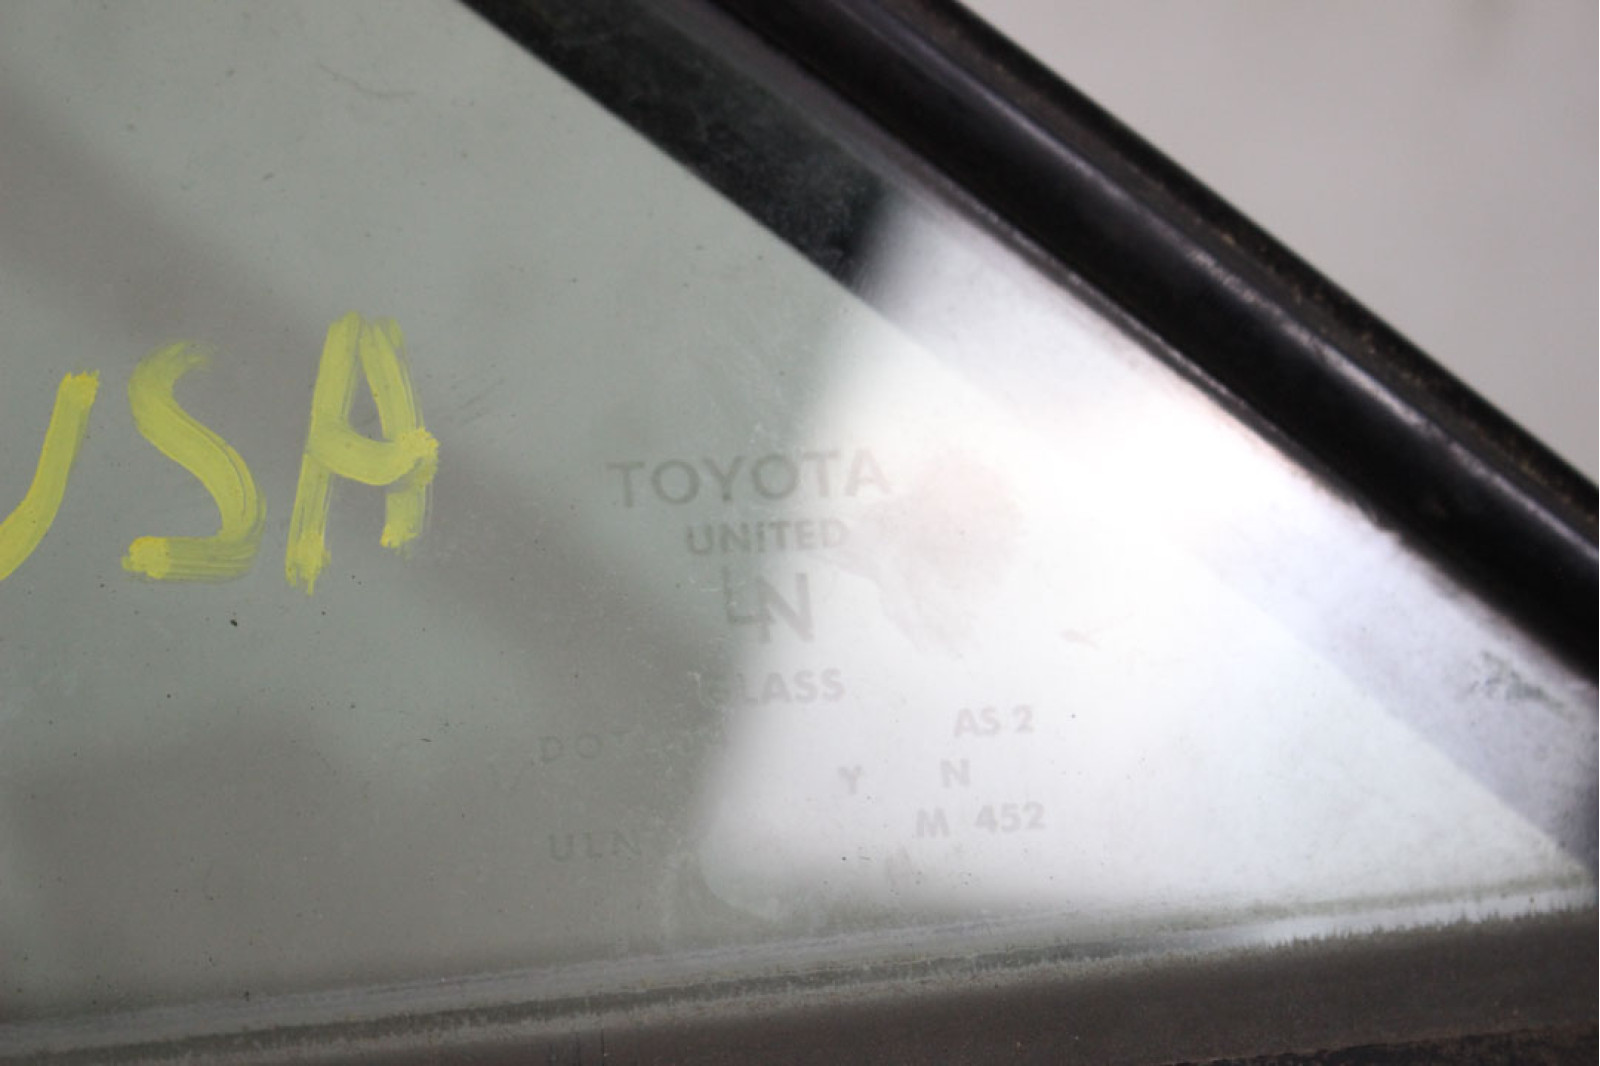 USA
TOYOTA
UNITED
LN
GLASS
DOT AS 2
Y N
ULN M 452